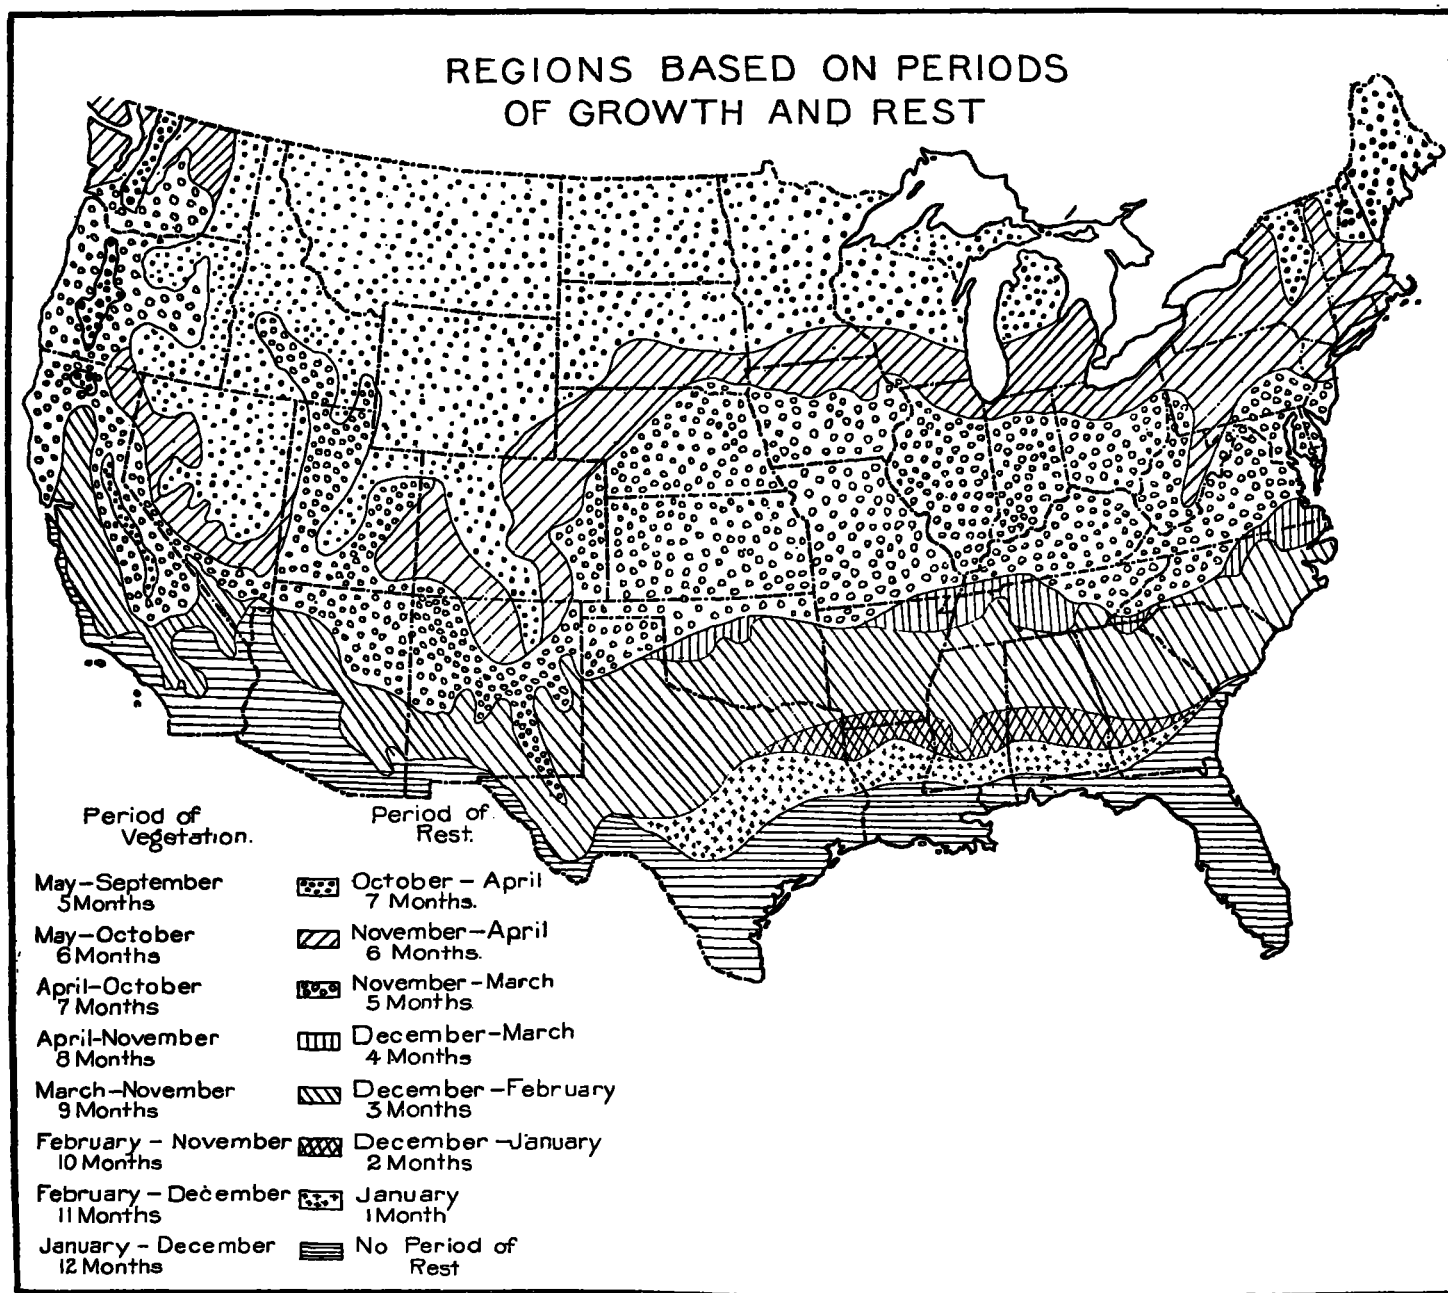 REGIONS BASED ON PERIODS
OF GROWTH AND REST
Period of
Vegetation.
Period of
Rest.
May–September
5 Months
October – April
7 Months.
May–October
6 Months
November–April
6 Months.
April–October
7 Months
November–March
5 Months
April-November
8 Months
December–March
4 Months
March–November
9 Months
December–February
3 Months
February – November
10 Months
December –January
2 Months
February – December
11 Months
January
1 Month
January – December
12 Months
No Period of
Rest